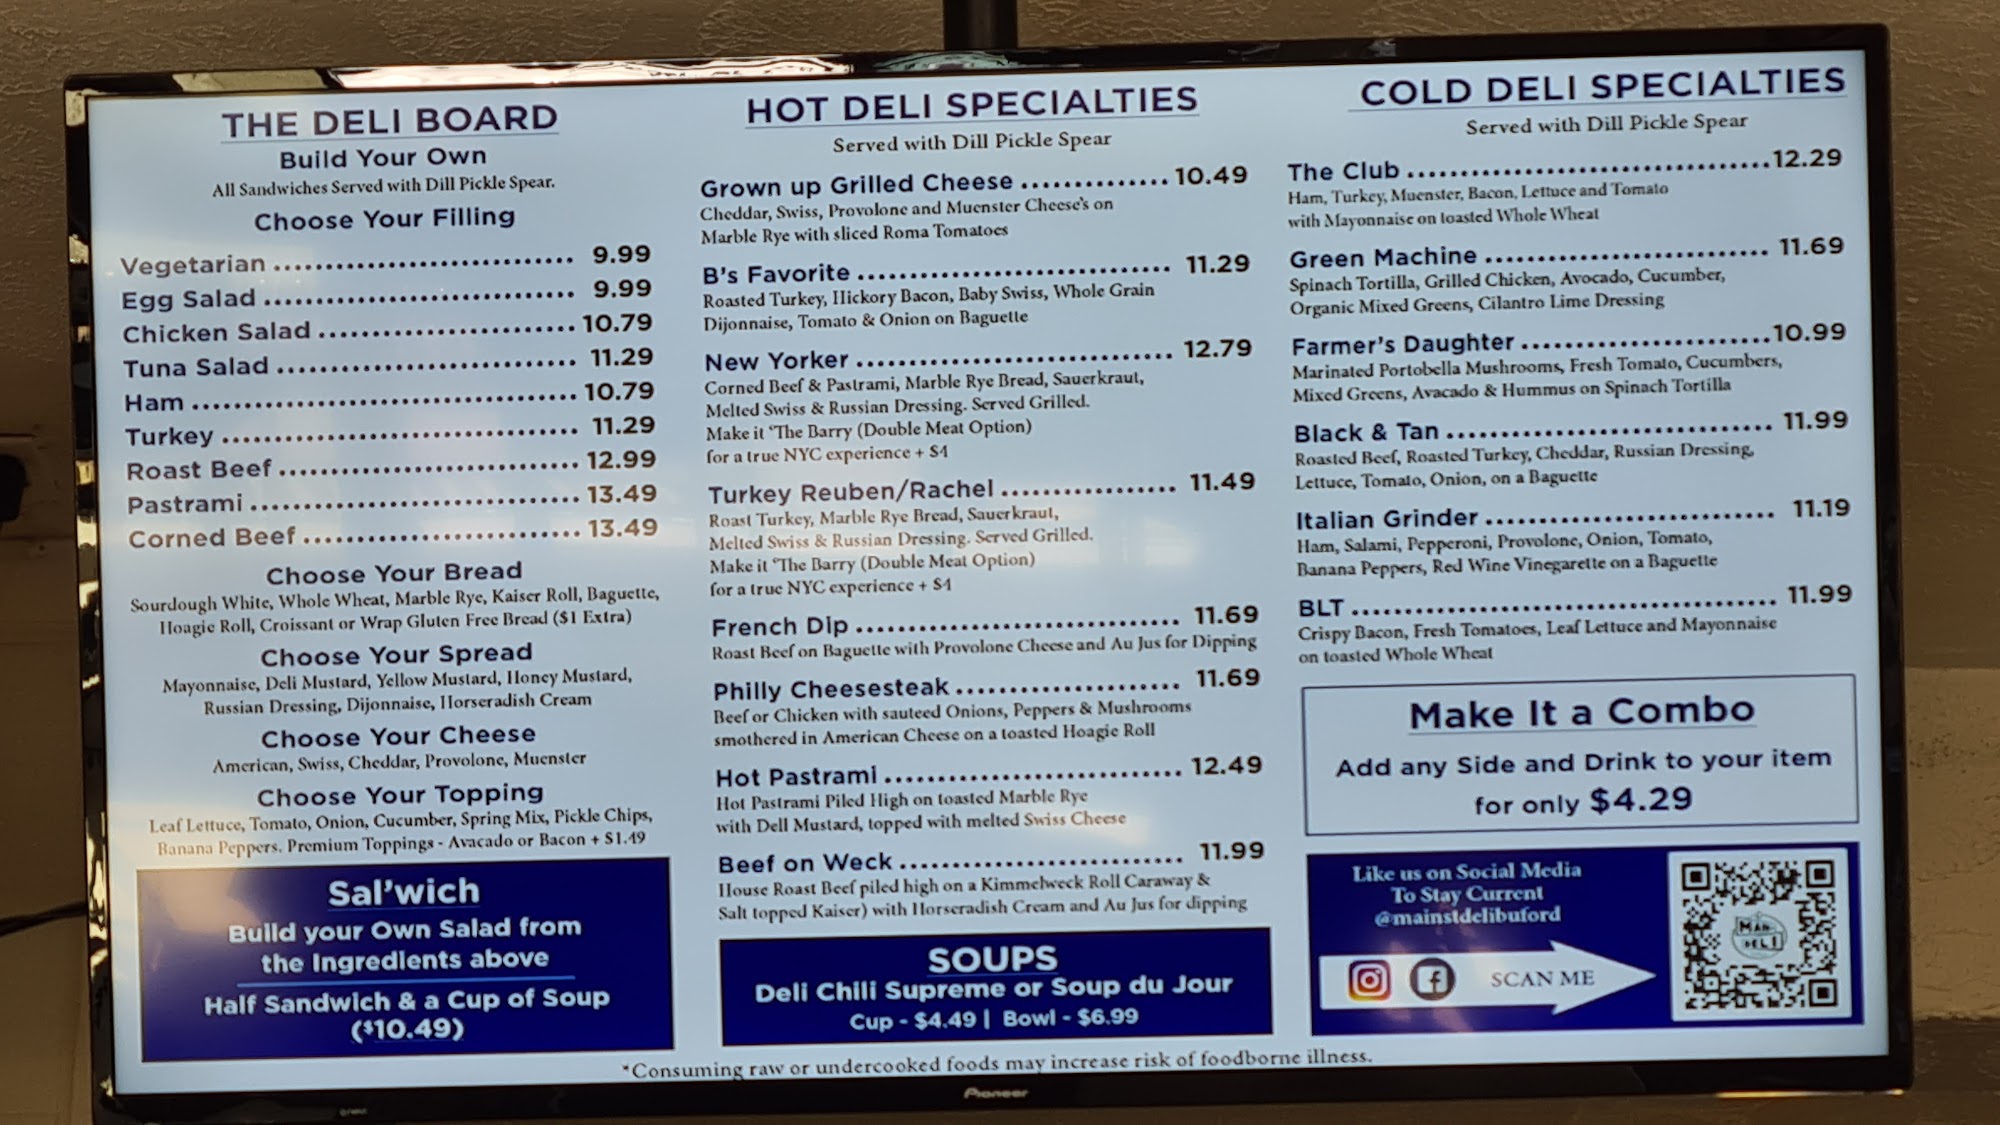 THE DELI BOARD
Build Your Own
All Sandwiches Served with Dill Pickle Spear.
Choose Your Filling
Vegetarian .............................. 9.99
Egg Salad ............................... 9.99
Chicken Salad .......................... 10.79
Tuna Salad .............................. 11.29
Ham ....................................... 10.79
Turkey .................................... 11.29
Roast Beef .............................. 12.99
Pastrami ................................. 13.49
Corned Beef ............................ 13.49
Choose Your Bread
Sourdough White, Whole Wheat, Marble Rye, Kaiser Roll, Baguette,
Hoagie Roll, Croissant or Wrap Gluten Free Bread ($1 Extra)
Choose Your Spread
Mayonnaise, Deli Mustard, Yellow Mustard, Honey Mustard,
Russian Dressing, Dijonnaise, Horseradish Cream
Choose Your Cheese
American, Swiss, Cheddar, Provolone, Muenster
Choose Your Topping
Leaf Lettuce, Tomato, Onion, Cucumber, Spring Mix, Pickle Chips,
Banana Peppers. Premium Toppings - Avacado or Bacon + $1.49
Sal'wich
Build your Own Salad from
the Ingredients above
Half Sandwich & a Cup of Soup
($10.49)
HOT DELI SPECIALTIES
Served with Dill Pickle Spear
Grown up Grilled Cheese .............. 10.49
Cheddar, Swiss, Provolone and Muenster Cheese's on
Marble Rye with sliced Roma Tomatoes
B's Favorite ............................... 11.29
Roasted Turkey, Hickory Bacon, Baby Swiss, Whole Grain
Dijonnaise, Tomato & Onion on Baguette
New Yorker ............................... 12.79
Corned Beef & Pastrami, Marble Rye Bread, Sauerkraut,
Melted Swiss & Russian Dressing. Served Grilled.
Make it "The Barry (Double Meat Option)
for a true NYC experience + $4
Turkey Reuben/Rachel ................. 11.49
Roast Turkey, Marble Rye Bread, Sauerkraut,
Melted Swiss & Russian Dressing. Served Grilled.
Make it "The Barry (Double Meat Option)
for a true NYC experience + $4
French Dip ............................... 11.69
Roast Beef on Baguette with Provolone Cheese and Au Jus for Dipping
Philly Cheesesteak ..................... 11.69
Beef or Chicken with sauteed Onions, Peppers & Mushrooms
smothered in American Cheese on a toasted Hoagie Roll
Hot Pastrami ............................ 12.49
Hot Pastrami Piled High on toasted Marble Rye
with Dell Mustard, topped with melted Swiss Cheese
Beef on Weck ........................... 11.99
House Roast Beef piled high on a Kimmelweck Roll Caraway &
Salt topped Kaiser) with Horseradish Cream and Au Jus for dipping
SOUPS
Deli Chili Supreme or Soup du Jour
Cup - $4.49 | Bowl - $6.99
COLD DELI SPECIALTIES
Served with Dill Pickle Spear
The Club .................................. 12.29
Ham, Turkey, Muenster, Bacon, Lettuce and Tomato
with Mayonnaise on toasted Whole Wheat
Green Machine .......................... 11.69
Spinach Tortilla, Grilled Chicken, Avocado, Cucumber,
Organic Mixed Greens, Cilantro Lime Dressing
Farmer's Daughter ...................... 10.99
Marinated Portobella Mushrooms, Fresh Tomato, Cucumbers,
Mixed Greens, Avacado & Hummus on Spinach Tortilla
Black & Tan .............................. 11.99
Roasted Beef, Roasted Turkey, Cheddar, Russian Dressing,
Lettuce, Tomato, Onion, on a Baguette
Italian Grinder ........................... 11.19
Ham, Salami, Pepperoni, Provolone, Onion, Tomato,
Banana Peppers, Red Wine Vinegarette on a Baguette
BLT ........................................ 11.99
Crispy Bacon, Fresh Tomatoes, Leaf Lettuce and Mayonnaise
on toasted Whole Wheat
Make It a Combo
Add any Side and Drink to your item
for only $4.29
Like us on Social Media
To Stay Current
@mainstdelibuford
SCAN ME
MAIN
DELI
*Consuming raw or undercooked foods may increase risk of foodborne illness.
Pioneer